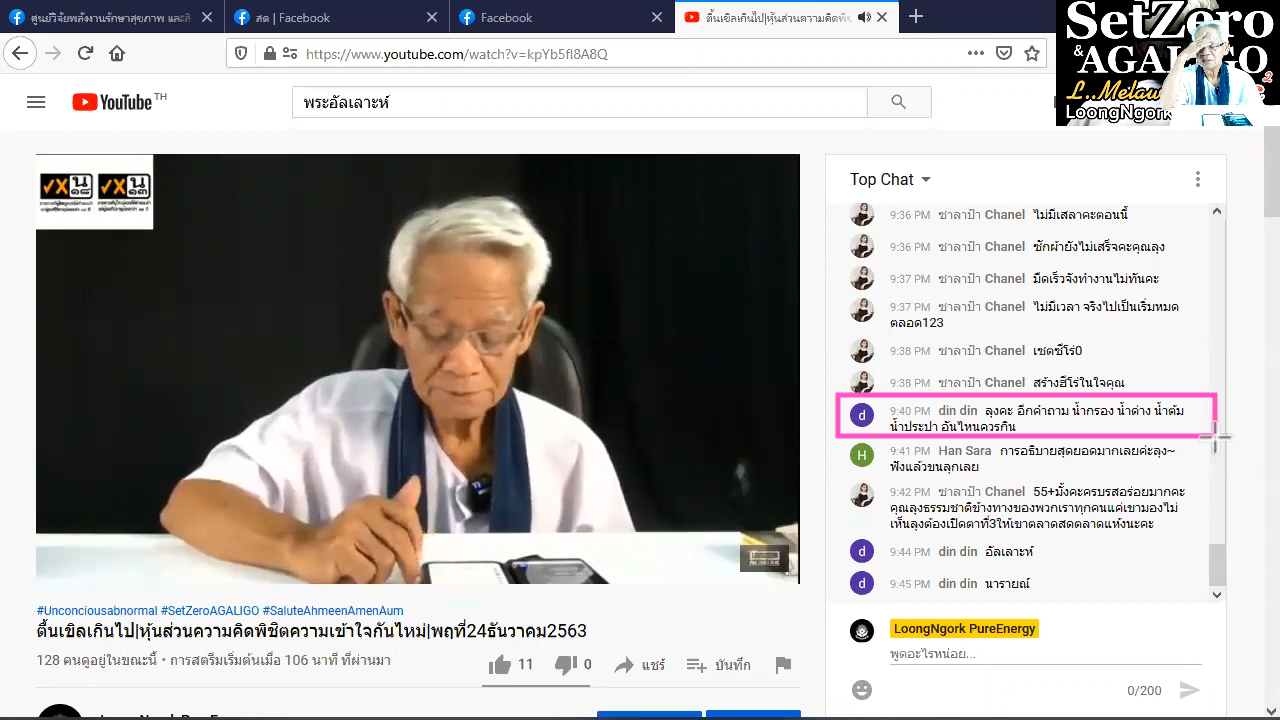 ศูนย์วิจัยพลังงานรักษาสุขภาพ และสิ
สด | Facebook
Facebook
ตื้นเขิลเกินไป|หุ้นส่วนความคิดพิช
https://www.youtube.com/watch?v=kpYb5fI8A8Q
SetZero
& AGALIGO
LoongNgork
YouTube TH
พระอัลเลาะห์
Top Chat
9:36 PM ซาลาป๊า Chanel ไม่มีเสลาคะตอนนี้
9:36 PM ซาลาป๊า Chanel ซักผ้ายังไม่เสร็จคะคุณลุง
9:37 PM ซาลาป๊า Chanel มืดเร็วจังทำงานไม่ทันคะ
9:37 PM ซาลาป๊า Chanel ไม่มีเวลา จริงไปเป็นเริ่มหมด
ตลอด123
9:38 PM ซาลาป๊า Chanel เซตซีโร่0
9:38 PM ซาลาป๊า Chanel สร้างฮีโร่ในใจคุณ
d 9:40 PM din din ลุงคะ อีกคำถาม น้ำกรอง น้ำด่าง น้ำต้ม
น้ำประปา อันไหนควรกิน
H 9:41 PM Han Sara การอธิบายสุดยอดมากเลยค่ะลุง~
ฟังแล้วขนลุกเลย
9:42 PM ซาลาป๊า Chanel 55+มั้งคะครบรสอร่อยมากคะ
คุณลุงธรรมชาติข้างทางของพวกเราทุกคนแค่เขามองไม่
เห็นลุงต้องเปิดตาที่3ให้เขาตลาดสดตลาดแห้งนะคะ
d 9:44 PM din din อัลเลาะห์
d 9:45 PM din din นารายณ์
#Unconciousabnormal #SetZeroAGALIGO #SaluteAhmeenAmenAum
ตื้นเขิลเกินไป|หุ้นส่วนความคิดพิชิตความเข้าใจกันไหม่|พฤที่24ธันวาคม2563
128 คนดูอยู่ในขณะนี้ • การสตรีมเริ่มต้นเมื่อ 106 นาที ที่ผ่านมา
11
0
แชร์
บันทึก
LoongNgork PureEnergy
พูดอะไรหน่อย...
0/200